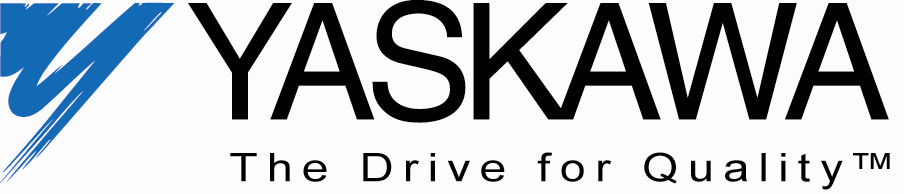 YASKAWA
The Drive for Quality™